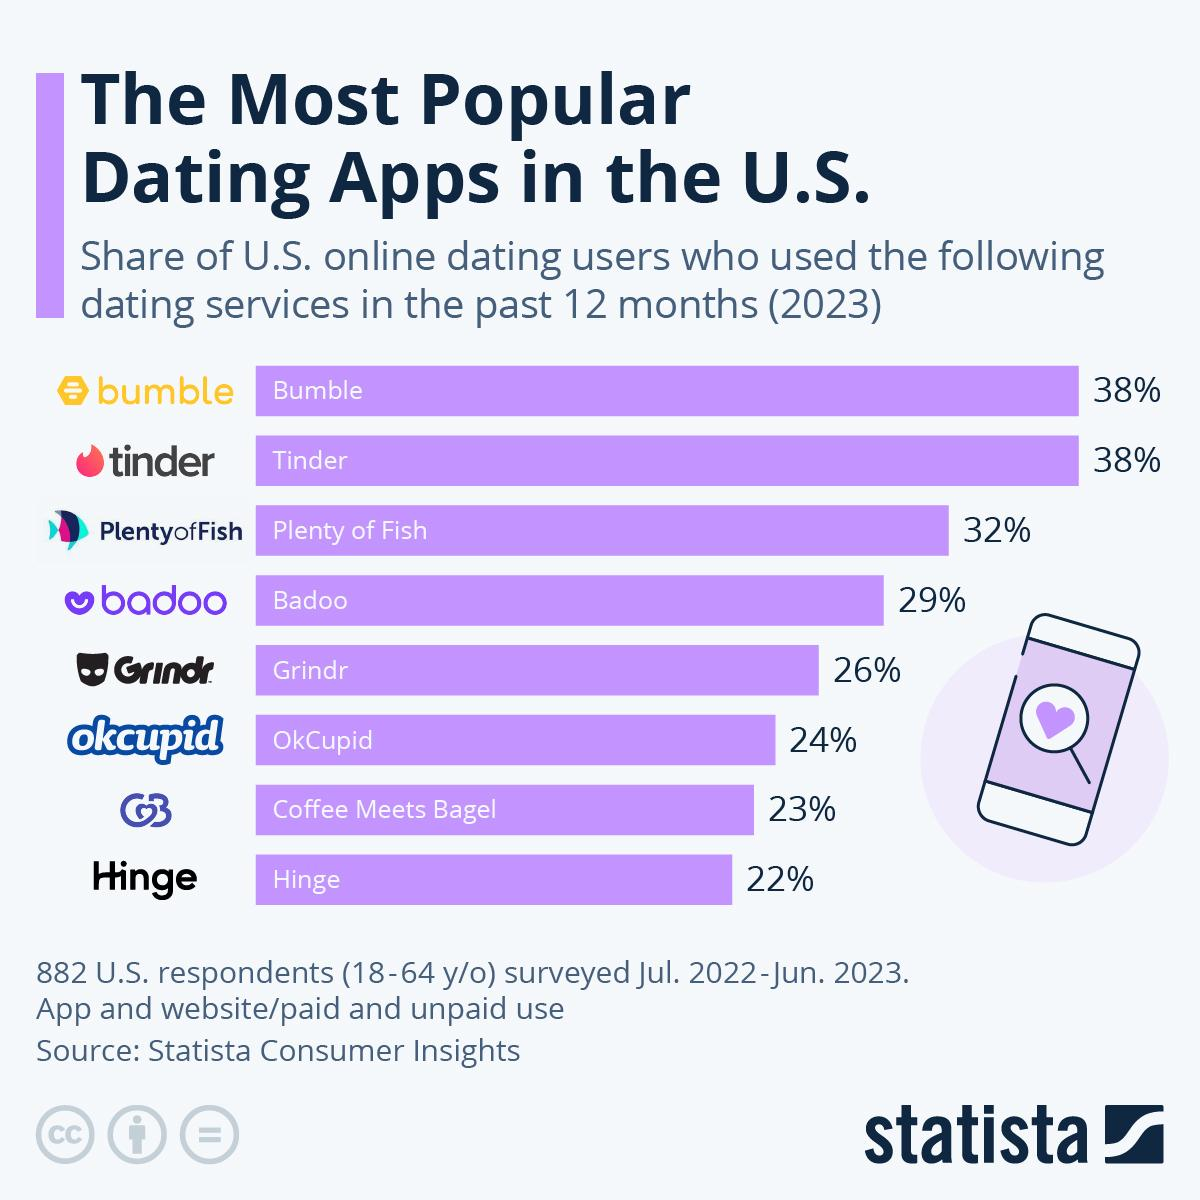 The Most Popular
Dating Apps in the U.S.
Share of U.S. online dating users who used the following
dating services in the past 12 months (2023)
bumble Bumble 38%
tinder Tinder 38%
PlentyofFish Plenty of Fish 32%
badoo Badoo 29%
Grindr Grindr 26%
okcupid OkCupid 24%
CMB Coffee Meets Bagel 23%
Hinge Hinge 22%
882 U.S. respondents (18-64 y/o) surveyed Jul. 2022-Jun. 2023.
App and website/paid and unpaid use
Source: Statista Consumer Insights
cc statista